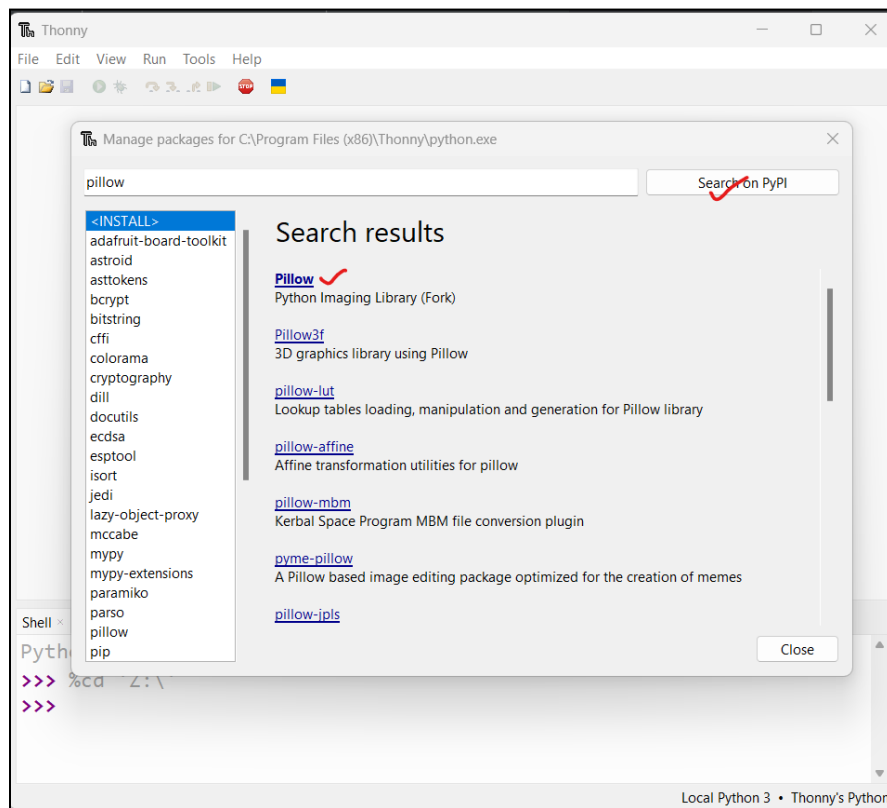 Thonny
File Edit View Run Tools Help
Manage packages for C:\Program Files (x86)\Thonny\python.exe
pillow
Search on PyPI
<INSTALL>
adafruit-board-toolkit
astroid
asttokens
bcrypt
bitstring
cffi
colorama
cryptography
dill
docutils
ecdsa
esptool
isort
jedi
lazy-object-proxy
mccabe
mypy
mypy-extensions
paramiko
parso
pillow
pip
Search results
Pillow
Python Imaging Library (Fork)
Pillow3f
3D graphics library using Pillow
pillow-lut
Lookup tables loading, manipulation and generation for Pillow library
pillow-affine
Affine transformation utilities for pillow
pillow-mbm
Kerbal Space Program MBM file conversion plugin
pyme-pillow
A Pillow based image editing package optimized for the creation of memes
pillow-jpls
Close
Shell
Pyth
>>> %cd 'Z:\'
>>>
Local Python 3 • Thonny's Python